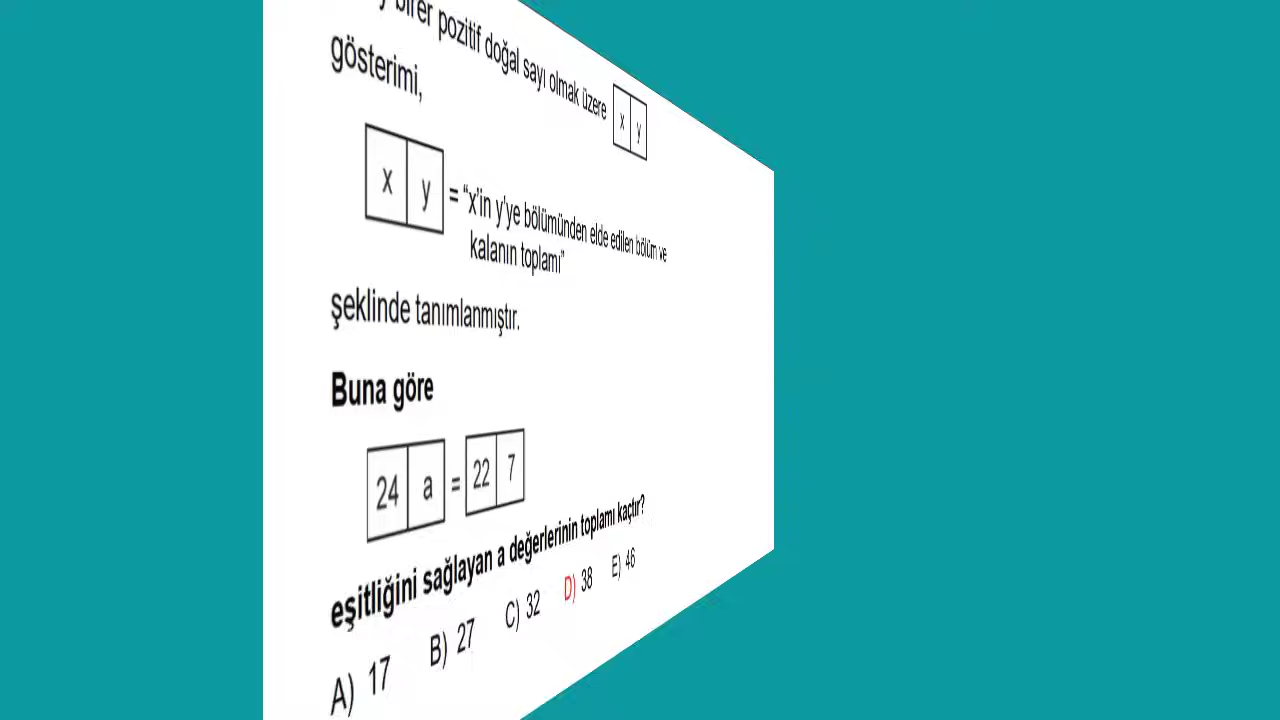 birer pozitif doğal sayı olmak üzere x y
gösterimi,
x y = “x’in y’ye bölümünden elde edilen bölüm ve
kalanın toplamı”
şeklinde tanımlanmıştır.
Buna göre
24 a = 22 7
eşitliğini sağlayan a değerlerinin toplamı kaçtır?
A) 17 B) 27 C) 32 D) 38 E) 46